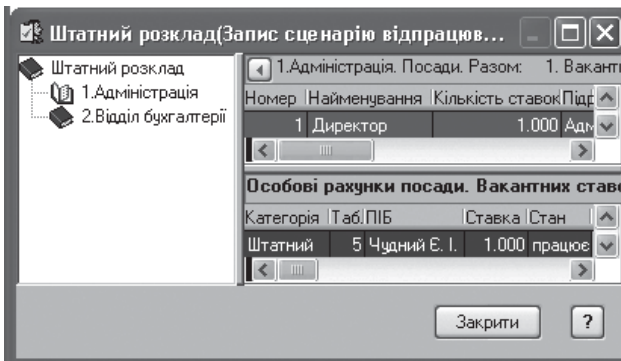 Штатний розклад(Запис сценарію відпрацюв...
Штатний розклад
1.Адміністрація
2.Відділ бухгалтерії
1.Адміністрація. Посади. Разом: 1. Вакант
Номер Найменування Кількість ставок Підр
1 Директор 1.000 Адм
Особові рахунки посади. Вакантних ставо
Категорія Таб. ПІБ Ставка Стан
Штатний 5 Чудний Є. І. 1.000 працює
Закрити ?